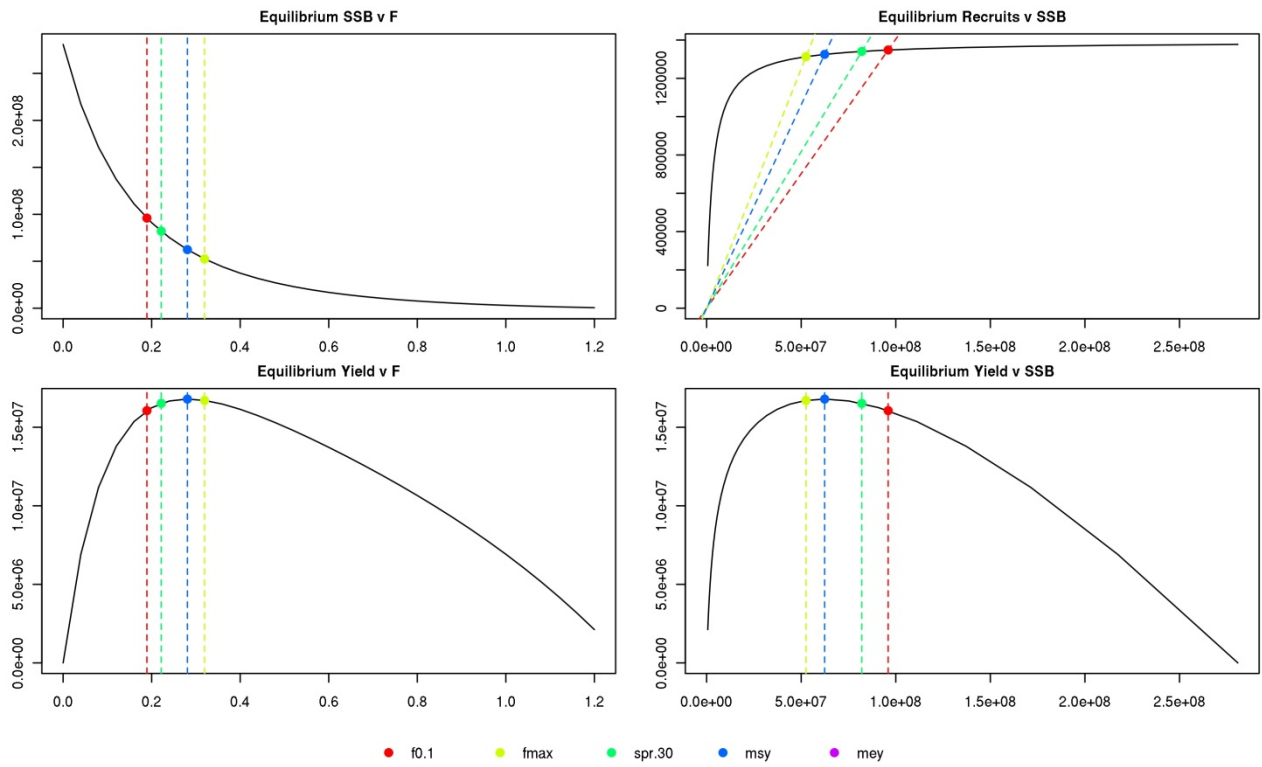 Equilibrium SSB v F
0.0e+00 1.0e+08 2.0e+08
0.0 0.2 0.4 0.6 0.8 1.0 1.2
Equilibrium Recruits v SSB
0 400000 800000 1200000
0.0e+00 5.0e+07 1.0e+08 1.5e+08 2.0e+08 2.5e+08
Equilibrium Yield v F
0.0e+00 5.0e+06 1.0e+07 1.5e+07
0.0 0.2 0.4 0.6 0.8 1.0 1.2
Equilibrium Yield v SSB
0.0e+00 5.0e+06 1.0e+07 1.5e+07
0.0e+00 5.0e+07 1.0e+08 1.5e+08 2.0e+08 2.5e+08
f0.1 fmax spr.30 msy mey